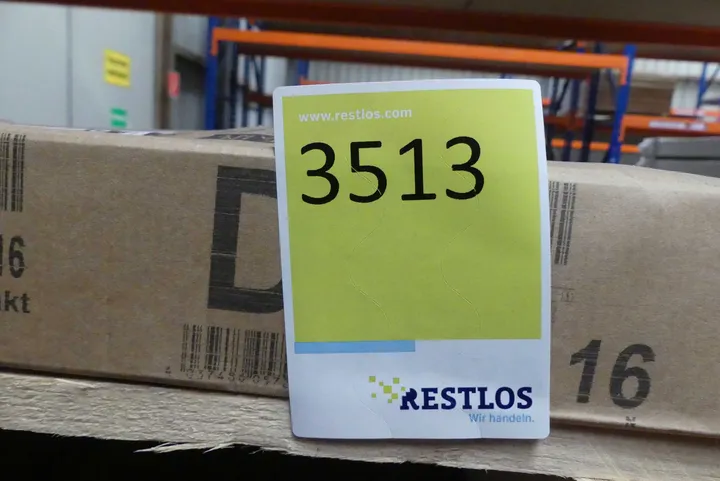 www.restlos.com
3513
D
16
kt
16
RESTLOS
Wir handeln.